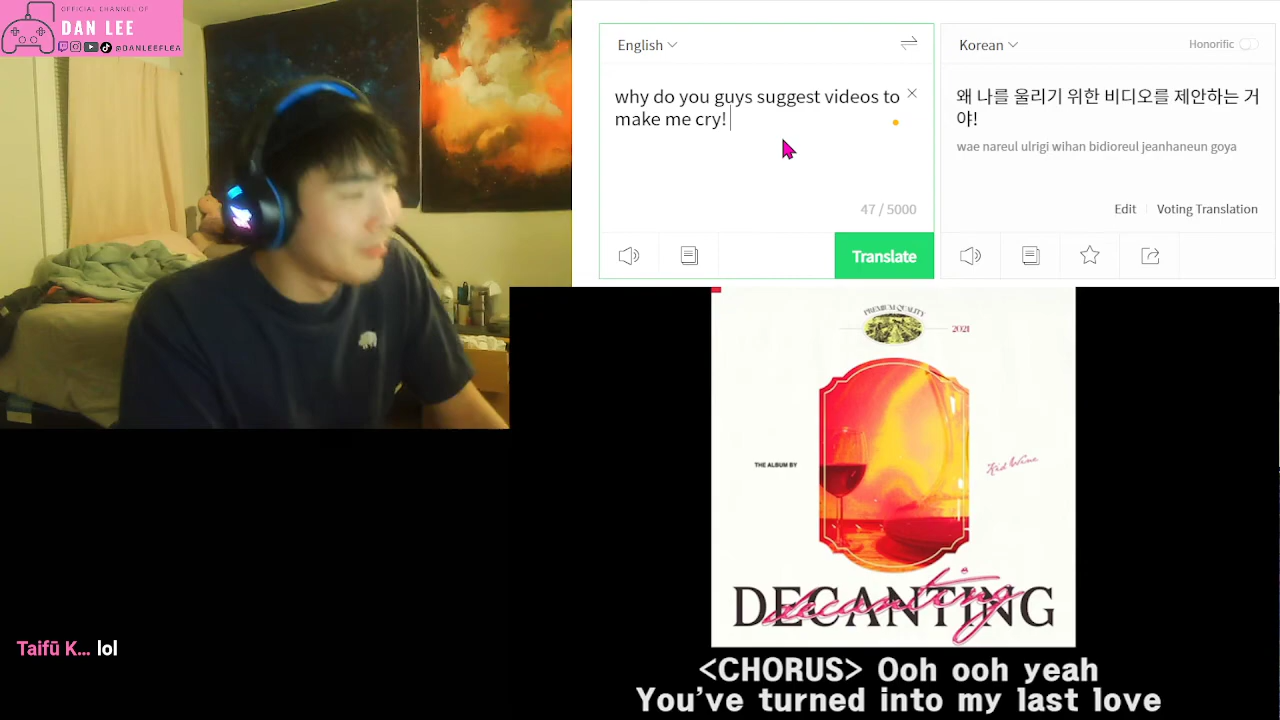 OFFICIAL CHANNEL OF
DAN LEE
@DANLEEFLEA
English
why do you guys suggest videos to
make me cry!
47 / 5000
Translate
Korean
Honorific
왜 나를 울리기 위한 비디오를 제안하는 거
야!
wae nareul ulrigi wihan bidioreul jeanhaneun goya
Edit
Voting Translation
PREMIUM QUALITY
2021
THE ALBUM BY
Red Wine
DECANTING
decanting
Taifū K... lol
<CHORUS> Ooh ooh yeah
You've turned into my last love